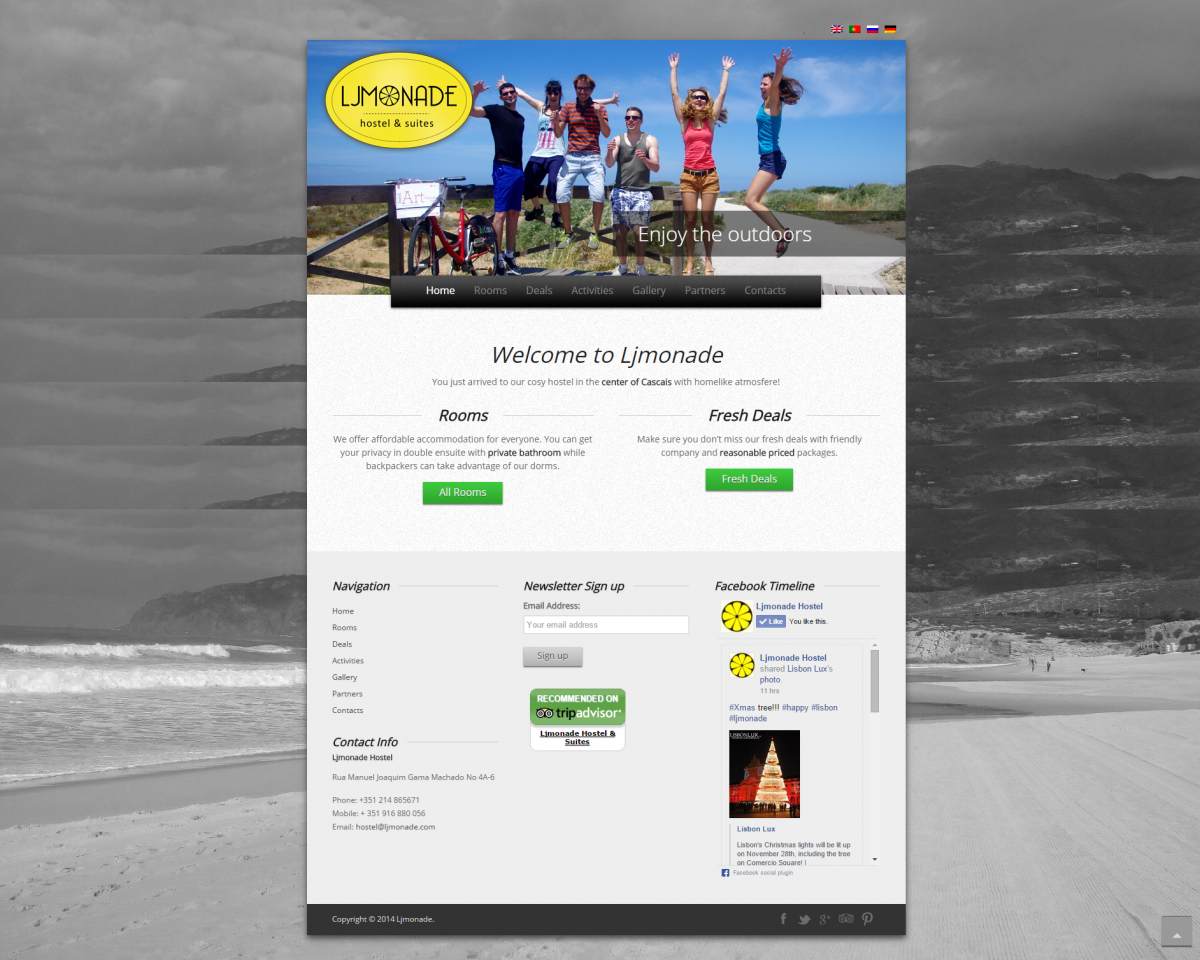 LJMONADE
hostel & suites
iArt
Enjoy the outdoors
Home Rooms Deals Activities Gallery Partners Contacts
Welcome to Ljmonade
You just arrived to our cosy hostel in the center of Cascais with homelike atmosfere!
Rooms
We offer affordable accommodation for everyone. You can get
your privacy in double ensuite with private bathroom while
backpackers can take advantage of our dorms.
All Rooms
Fresh Deals
Make sure you don't miss our fresh deals with friendly
company and reasonable priced packages.
Fresh Deals
Navigation
Home
Rooms
Deals
Activities
Gallery
Partners
Contacts
Contact Info
Ljmonade Hostel
Rua Manuel Joaquim Gama Machado No 4A-6
Phone: +351 214 865671
Mobile: + 351 916 880 056
Email: hostel@ljmonade.com
Newsletter Sign up
Email Address:
Your email address
Sign up
RECOMMENDED ON
tripadvisor
Ljmonade Hostel &
Suites
Facebook Timeline
Ljmonade Hostel
Like You like this.
Ljmonade Hostel
shared Lisbon Lux's
photo.
11 hrs
#Xmas tree!!! #happy #lisbon
#ljmonade
LISBONLUX
Lisbon Lux
Lisbon's Christmas lights will be lit up
on November 28th, including the tree
on Comercio Square! |
Facebook social plugin
Copyright © 2014 Ljmonade.